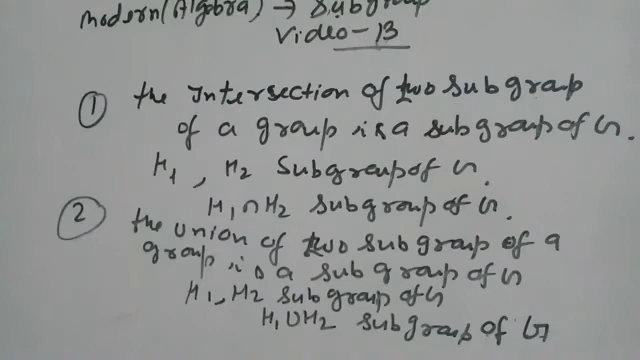 modern (Algebra) → Subgroup
Video - 13
① the Intersection of two subgroup
of a group is a subgroup of G.
H1, H2 Subgroup of G.
H1∩H2 subgroup of G.
② the union of two subgroup of a
group is a subgroup of G
H1, H2 subgroup of G
H1∪H2 subgroup of G